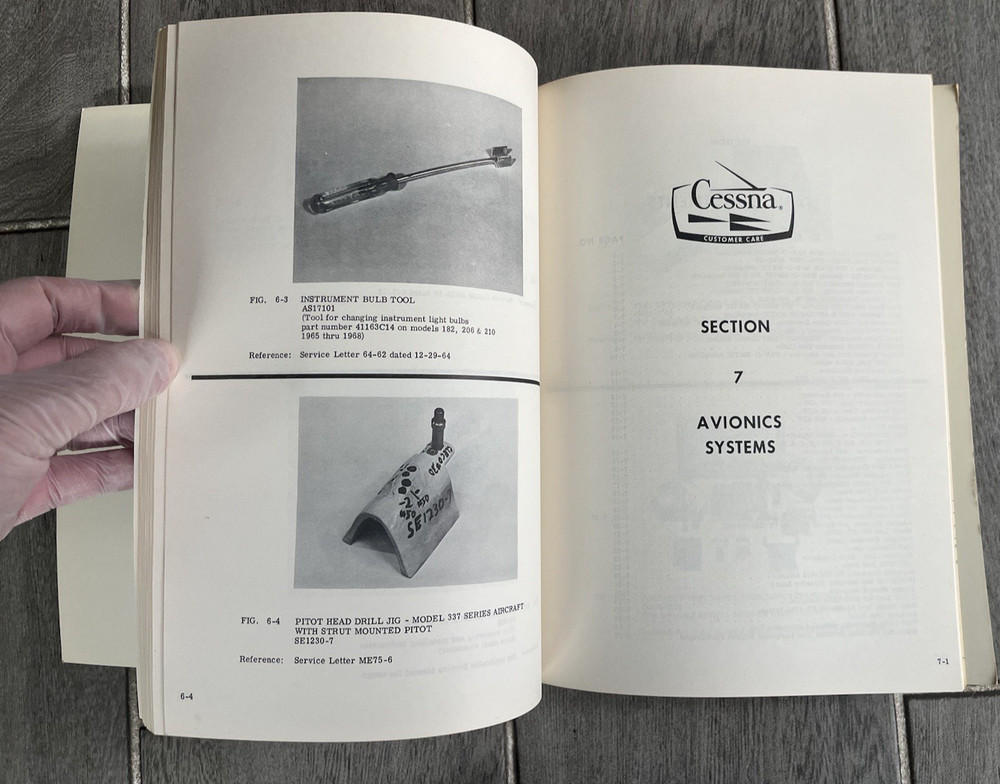 FIG. 6-3 INSTRUMENT BULB TOOL
AS17101
(Tool for changing instrument light bulbs
part number 41163C14 on models 182, 206 & 210
1965 thru 1968)
Reference: Service Letter 64-62 dated 12-29-64
SE1230-7
FIG. 6-4 PITOT HEAD DRILL JIG - MODEL 337 SERIES AIRCRAFT
WITH STRUT MOUNTED PITOT
SE1230-7
Reference: Service Letter ME75-6
6-4
Cessna®
CUSTOMER CARE
SECTION
7
AVIONICS
SYSTEMS
7-1